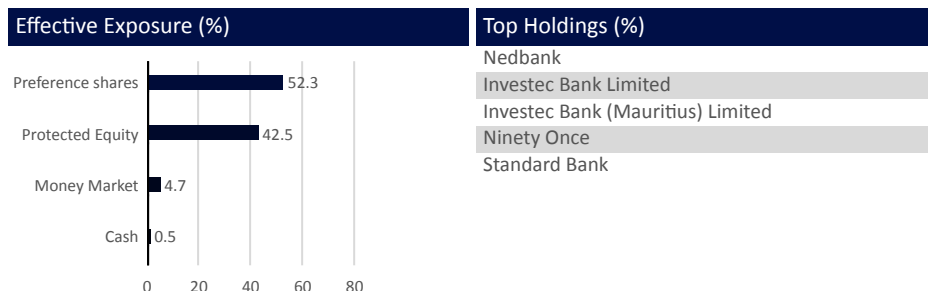 Effective Exposure (%)
Preference shares 52.3
Protected Equity 42.5
Money Market 4.7
Cash 0.5
0 20 40 60 80
Top Holdings (%)
Nedbank
Investec Bank Limited
Investec Bank (Mauritius) Limited
Ninety Once
Standard Bank